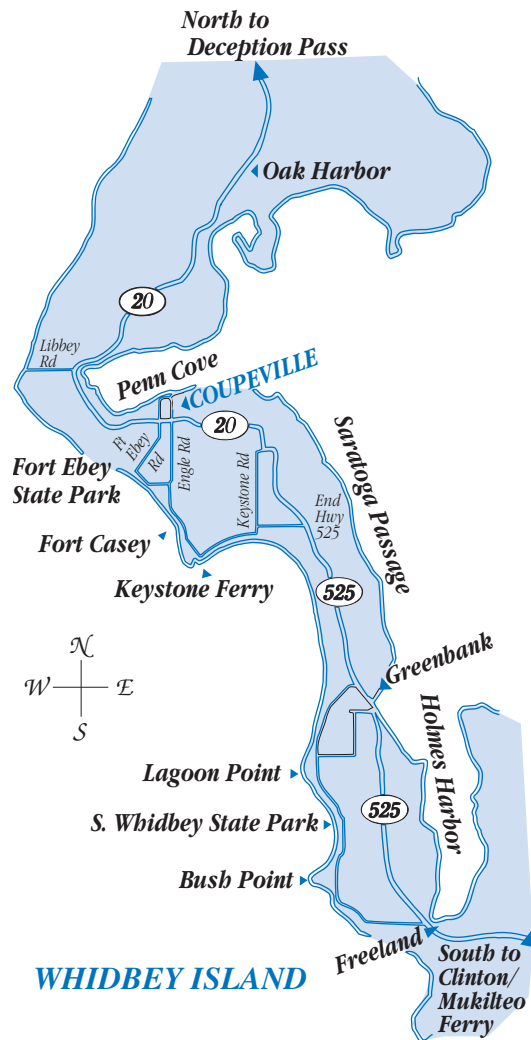 North to
Deception Pass
Oak Harbor
20
Libbey
Rd
Penn Cove
COUPEVILLE
20
Ft
Ebey
Rd
Engle Rd
Keystone Rd
Saratoga Passage
Fort Ebey
State Park
End
Hwy
525
Fort Casey
Keystone Ferry
525
N
W
E
S
Greenbank
Holmes Harbor
Lagoon Point
525
S. Whidbey State Park
Bush Point
Freeland
South to
Clinton/
Mukilteo
Ferry
WHIDBEY ISLAND